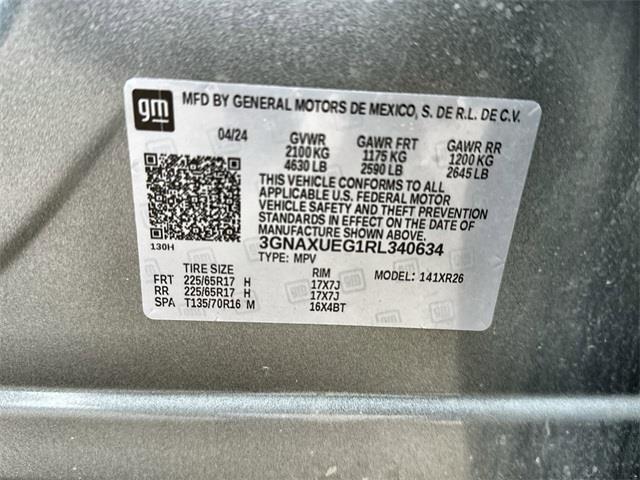 gm
MFD BY GENERAL MOTORS DE MEXICO, S. DE R.L. DE C.V.
04/24 GVWR GAWR FRT GAWR RR
2100 KG 1175 KG 1200 KG
4630 LB 2590 LB 2645 LB
THIS VEHICLE CONFORMS TO ALL
APPLICABLE U.S. FEDERAL MOTOR
VEHICLE SAFETY AND THEFT PREVENTION
STANDARDS IN EFFECT ON THE DATE OF
MANUFACTURE SHOWN ABOVE.
130H 3GNAXUEG1RL340634
TYPE: MPV
TIRE SIZE RIM MODEL: 141XR26
FRT 225/65R17 H 17X7J
RR 225/65R17 H 17X7J
SPA T135/70R16 M 16X4BT